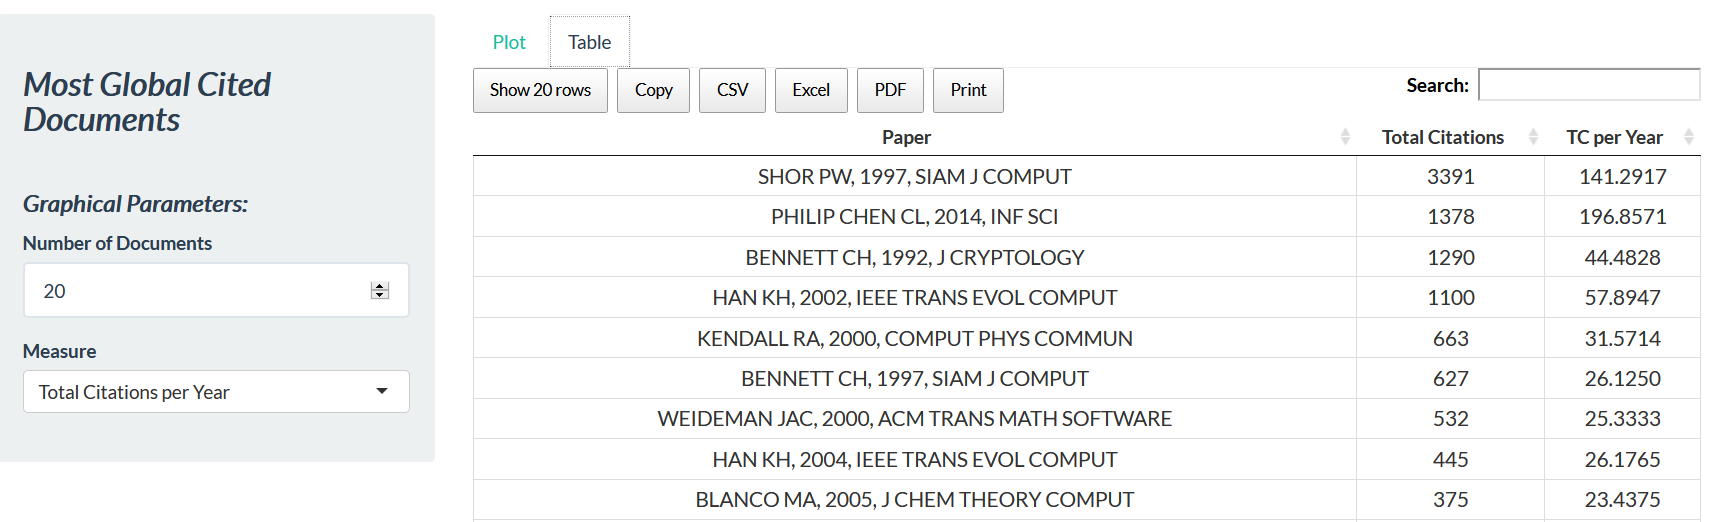 Most Global Cited
Documents
Graphical Parameters:
Number of Documents
20
Measure
Total Citations per Year
Plot Table
Show 20 rows Copy CSV Excel PDF Print Search:
Paper Total Citations TC per Year
SHOR PW, 1997, SIAM J COMPUT 3391 141.2917
PHILIP CHEN CL, 2014, INF SCI 1378 196.8571
BENNETT CH, 1992, J CRYPTOLOGY 1290 44.4828
HAN KH, 2002, IEEE TRANS EVOL COMPUT 1100 57.8947
KENDALL RA, 2000, COMPUT PHYS COMMUN 663 31.5714
BENNETT CH, 1997, SIAM J COMPUT 627 26.1250
WEIDEMAN JAC, 2000, ACM TRANS MATH SOFTWARE 532 25.3333
HAN KH, 2004, IEEE TRANS EVOL COMPUT 445 26.1765
BLANCO MA, 2005, J CHEM THEORY COMPUT 375 23.4375